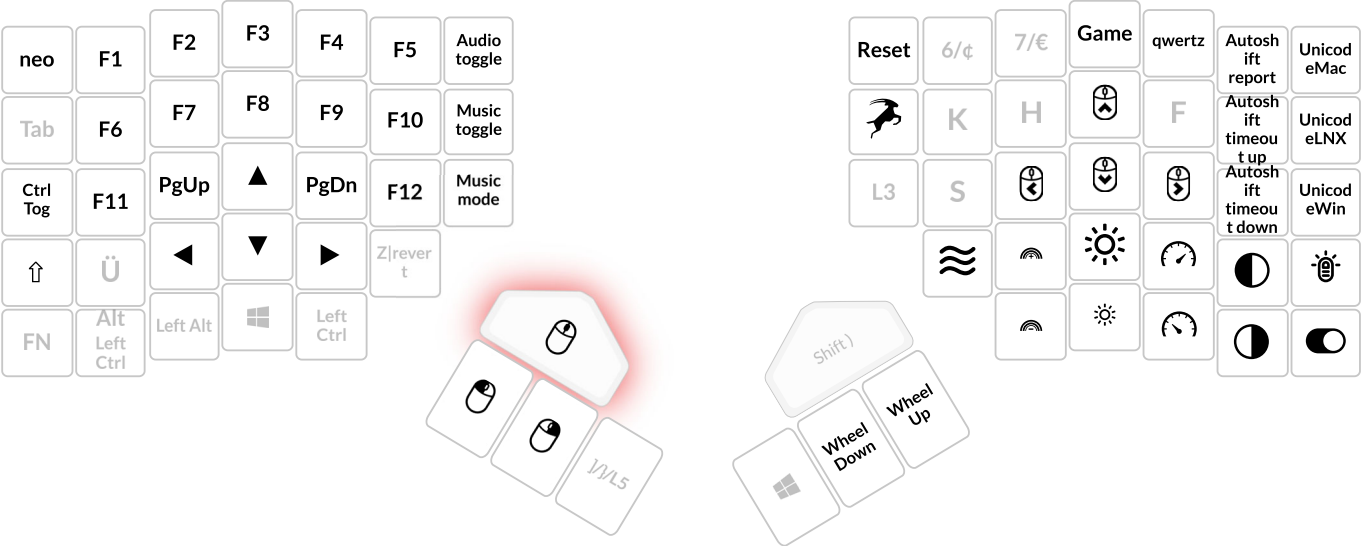 neo
F1
F2
F3
F4
F5
Audio
toggle
Tab
F6
F7
F8
F9
F10
Music
toggle
Ctrl
Tog
F11
PgUp
PgDn
F12
Music
mode
Ü
Z|rever
t
FN
Alt
Left
Ctrl
Left Alt
Left
Ctrl
]/}/L5
Reset
6/¢
7/€
Game
qwertz
Autosh
ift
report
Unicod
eMac
K
H
F
Autosh
ift
timeou
t up
Unicod
eLNX
L3
S
Autosh
ift
timeou
t down
Unicod
eWin
Shift )
Wheel
Down
Wheel
Up